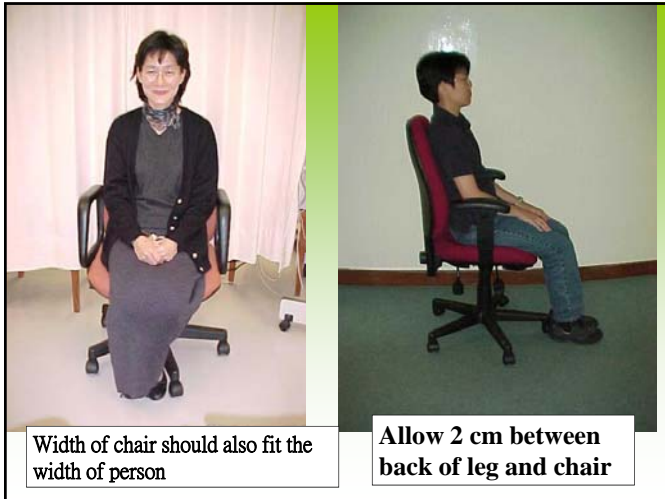 Width of chair should also fit the
width of person
Allow 2 cm between
back of leg and chair